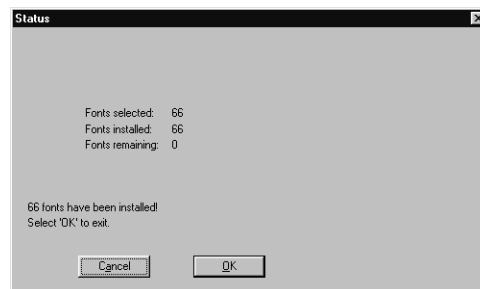 Status
Fonts selected: 66
Fonts installed: 66
Fonts remaining: 0
66 fonts have been installed!
Select 'OK' to exit.
Cancel OK